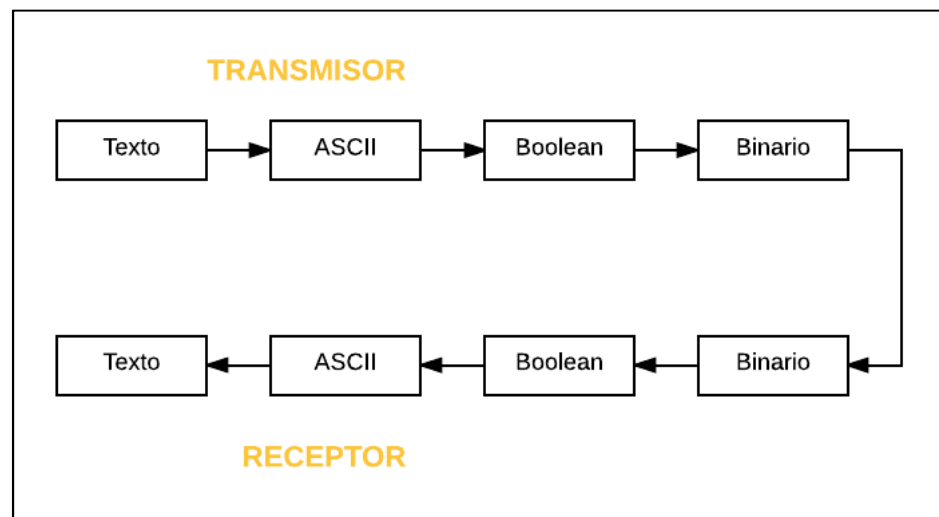 TRANSMISOR
Texto
ASCII
Boolean
Binario
Texto
ASCII
Boolean
Binario
RECEPTOR